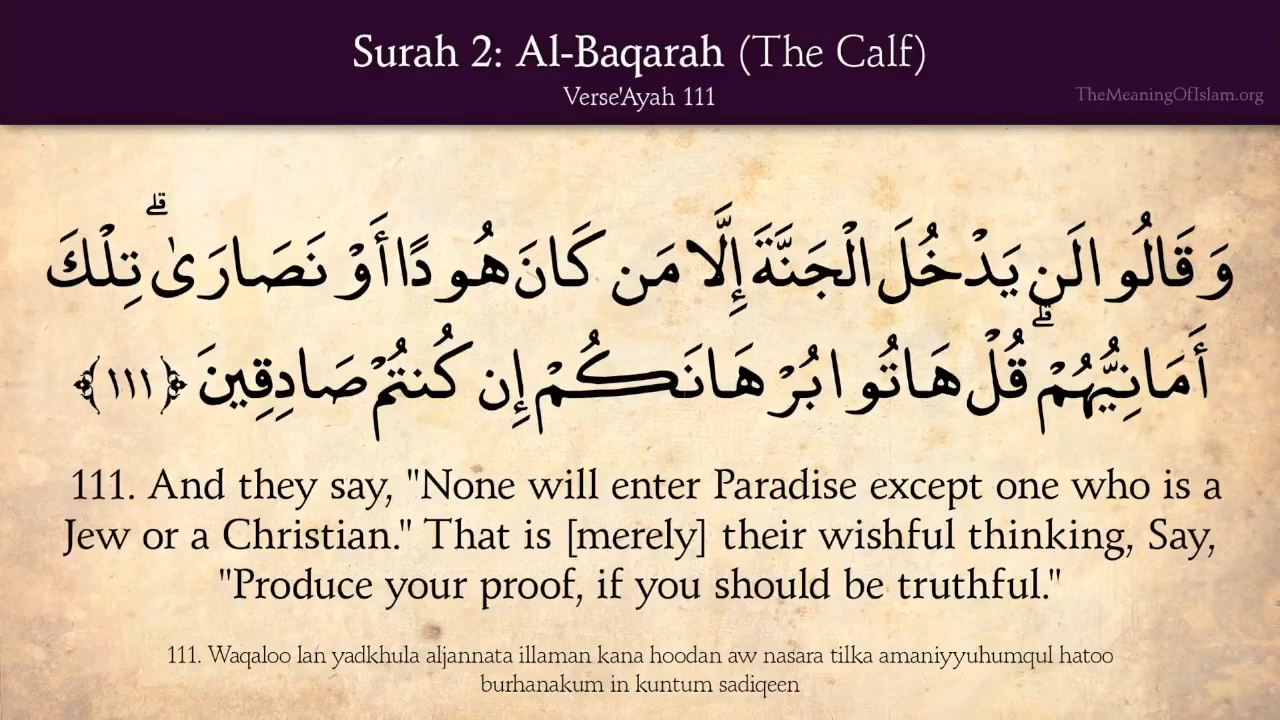 Surah 2: Al-Baqarah (The Calf)
Verse'Ayah 111
TheMeaningOfIslam.org
وَقَالُوا لَن يَدْخُلَ الْجَنَّةَ إِلَّا مَن كَانَ هُودًا أَوْ نَصَارَىٰ ۗ تِلْكَ
أَمَانِيُّهُمْ ۗ قُلْ هَاتُوا بُرْهَانَكُمْ إِن كُنتُمْ صَادِقِينَ ﴿١١١﴾
111. And they say, "None will enter Paradise except one who is a
Jew or a Christian." That is [merely] their wishful thinking, Say,
"Produce your proof, if you should be truthful."
111. Waqaloo lan yadkhula aljannata illaman kana hoodan aw nasara tilka amaniyyuhumqul hatoo
burhanakum in kuntum sadiqeen